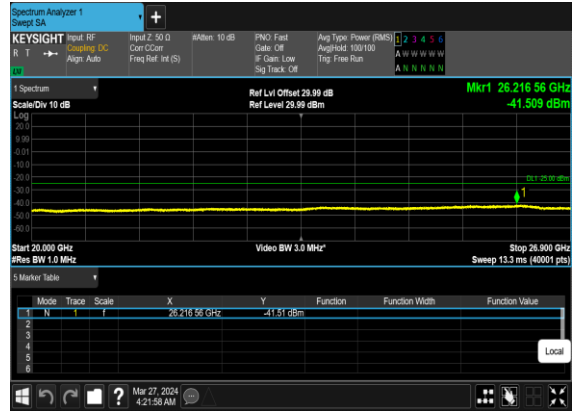 Spectrum Analyzer 1
Swept SA
+
KEYSIGHT Input: RF Input Z: 50 Ω #Atten: 10 dB PNO: Fast Avg Type: Power (RMS) 1 2 3 4 5 6
R T Coupling: DC Corr CCorr Gate: Off Avg|Hold: 100/100 A W W W W W
Align: Auto Freq Ref: Int (S) IF Gain: Low Trig: Free Run
Sig Track: Off A N N N N N
1 Spectrum Ref Lvl Offset 29.99 dB Mkr1 26.216 56 GHz
Scale/Div 10 dB Ref Level 29.99 dBm -41.509 dBm
Log
20.0
9.99
-0.01
-10.0
-20.0
DL1 -25.00 dBm
-30.0
1
-40.0
-50.0
-60.0
Start 20.000 GHz Video BW 3.0 MHz* Stop 26.900 GHz
#Res BW 1.0 MHz Sweep 13.3 ms (40001 pts)
5 Marker Table
Mode Trace Scale X Y Function Function Width Function Value
1 N 1 f 26.216 56 GHz -41.51 dBm
2
3
4
5
6
Local
? Mar 27, 2024
4:21:58 AM